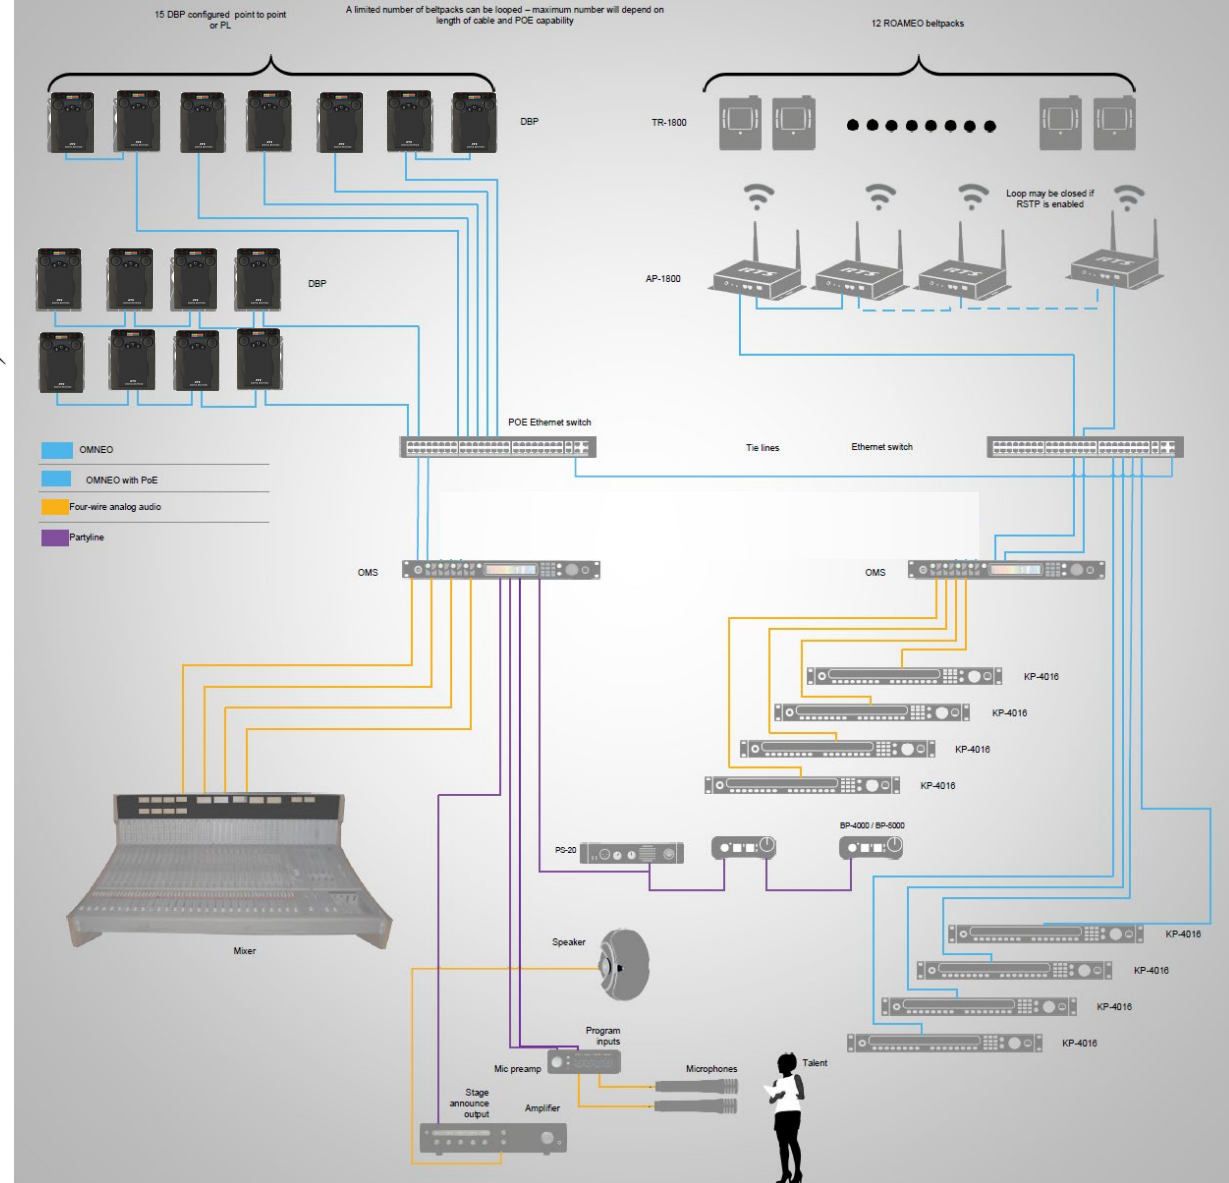 15 DBP configured  point to point
or PL
A limited number of beltpacks can be looped – maximum number will depend on
length of cable and POE capability
12 ROAMEO beltpacks
DBP
TR-1800
Loop may be closed if
RSTP is enabled
AP-1800
RTS
RTS
RTS
RTS
DBP
POE Ethernet switch
Tie lines
Ethernet switch
OMNEO
OMNEO with PoE
Four-wire analog audio
Partyline
OMS
OMS
KP-4016
KP-4016
KP-4016
KP-4016
PS-20
BP-4000 / BP-5000
Mixer
Speaker
KP-4016
KP-4016
KP-4016
KP-4016
Program
inputs
Mic preamp
Microphones
Talent
Stage
announce
output
Amplifier